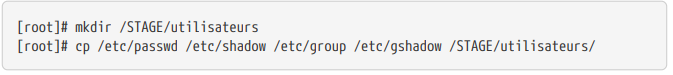 [root]# mkdir /STAGE/utilisateurs
[root]# cp /etc/passwd /etc/shadow /etc/group /etc/gshadow /STAGE/utilisateurs/